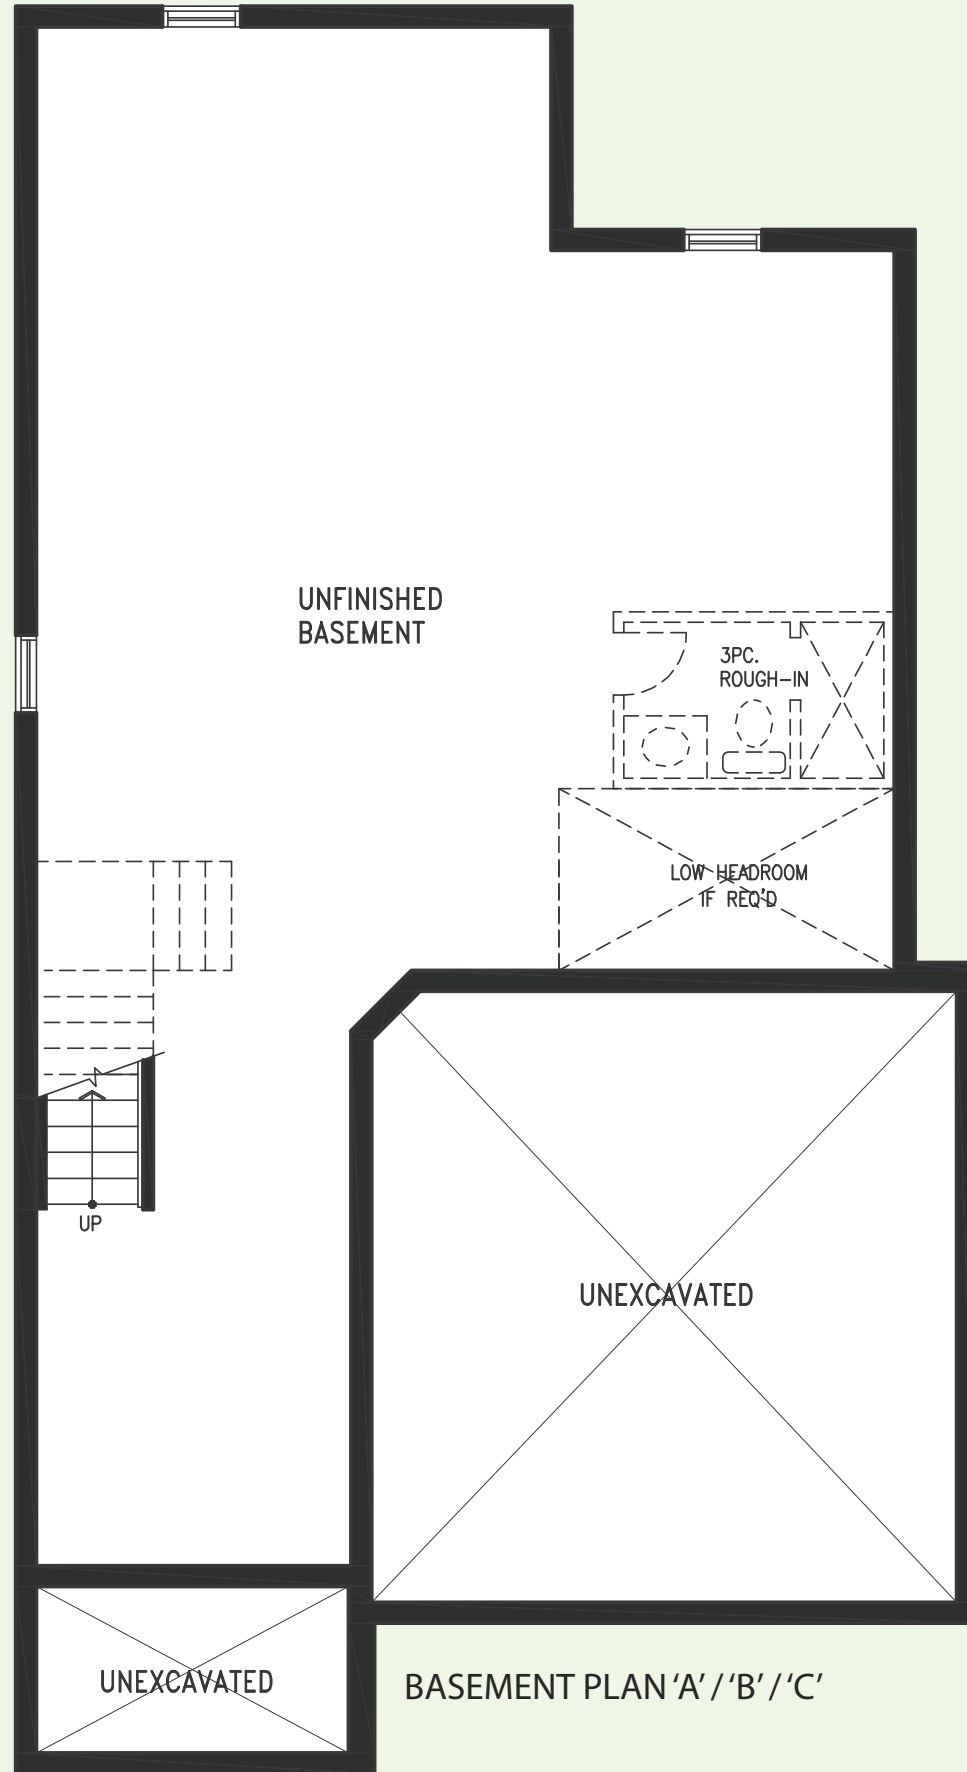 UNFINISHED
BASEMENT
3PC.
ROUGH-IN
LOW HEADROOM
IF REQ'D
UP
UNEXCAVATED
UNEXCAVATED
BASEMENT PLAN ‘A’ / ‘B’ / ‘C’